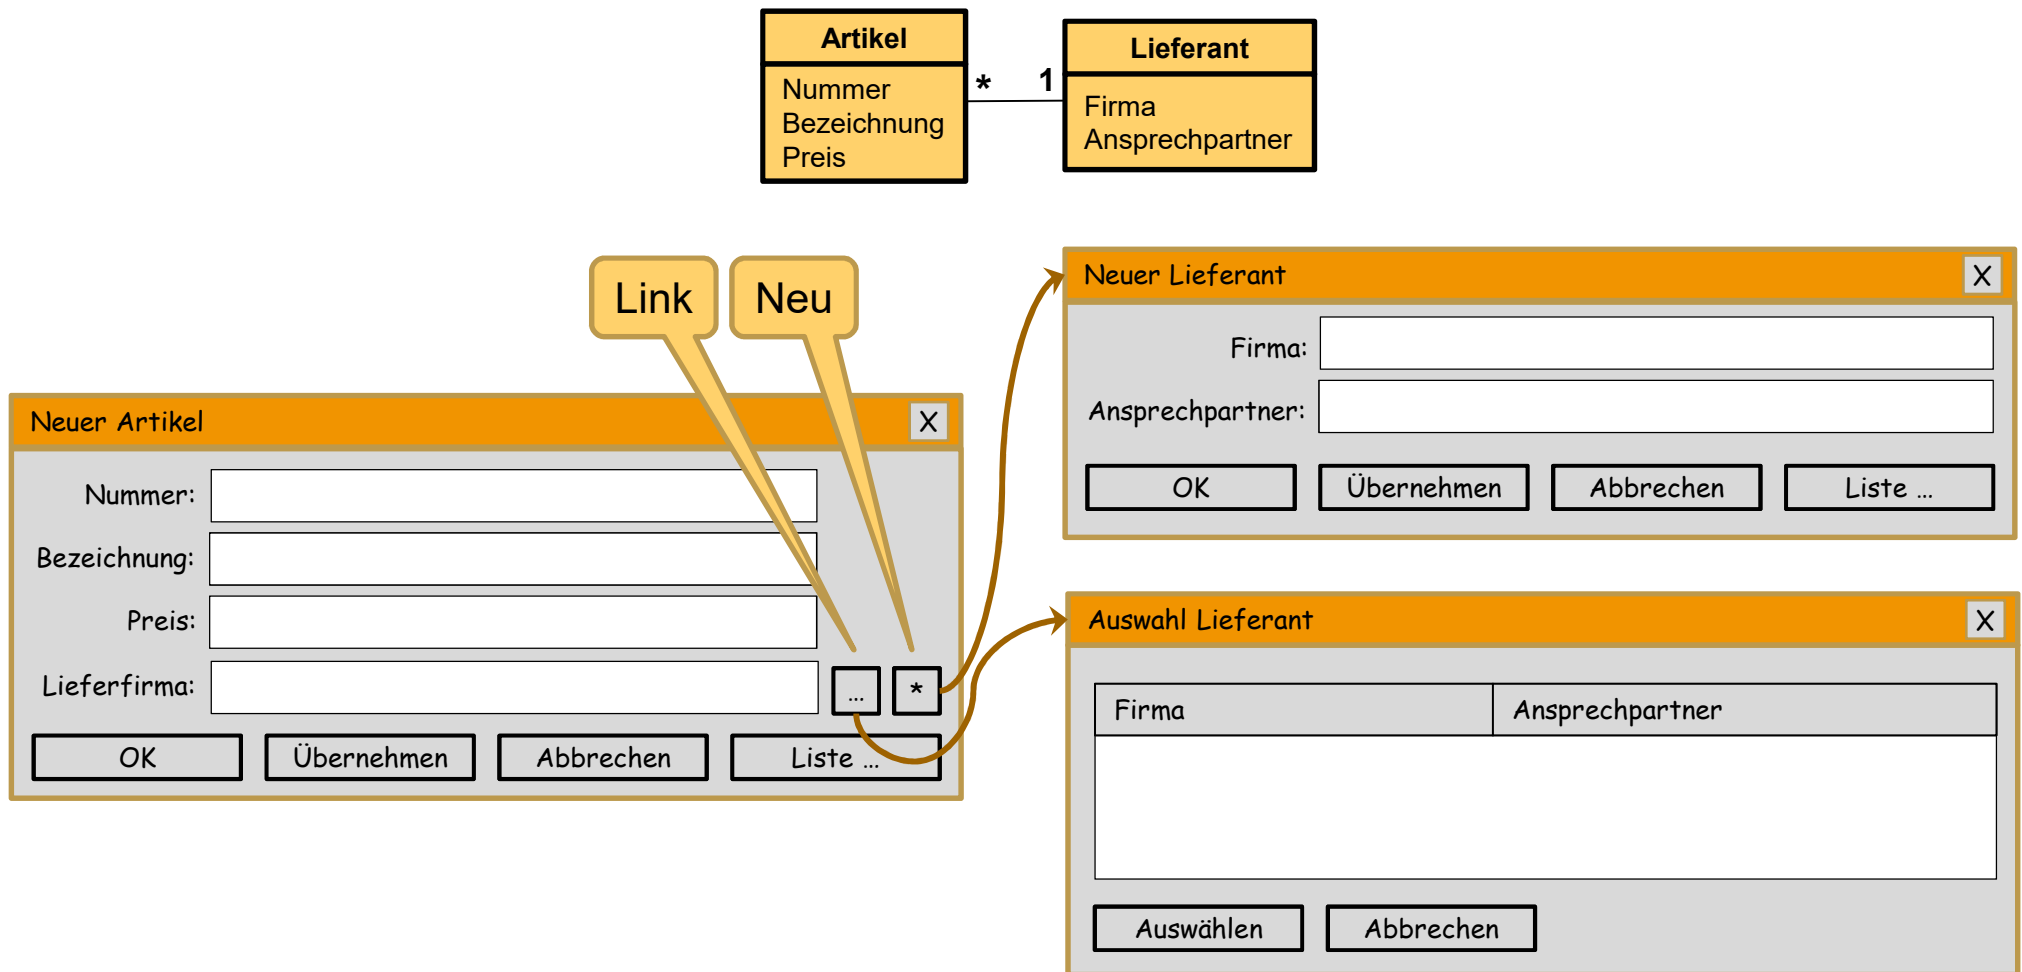 Artikel
Nummer
Bezeichnung
Preis
* 1
Lieferant
Firma
Ansprechpartner
Link
Neu
Neuer Artikel X
Nummer:
Bezeichnung:
Preis:
Lieferfirma: ... *
OK Übernehmen Abbrechen Liste ...
Neuer Lieferant X
Firma:
Ansprechpartner:
OK Übernehmen Abbrechen Liste ...
Auswahl Lieferant X
Firma Ansprechpartner
Auswählen Abbrechen